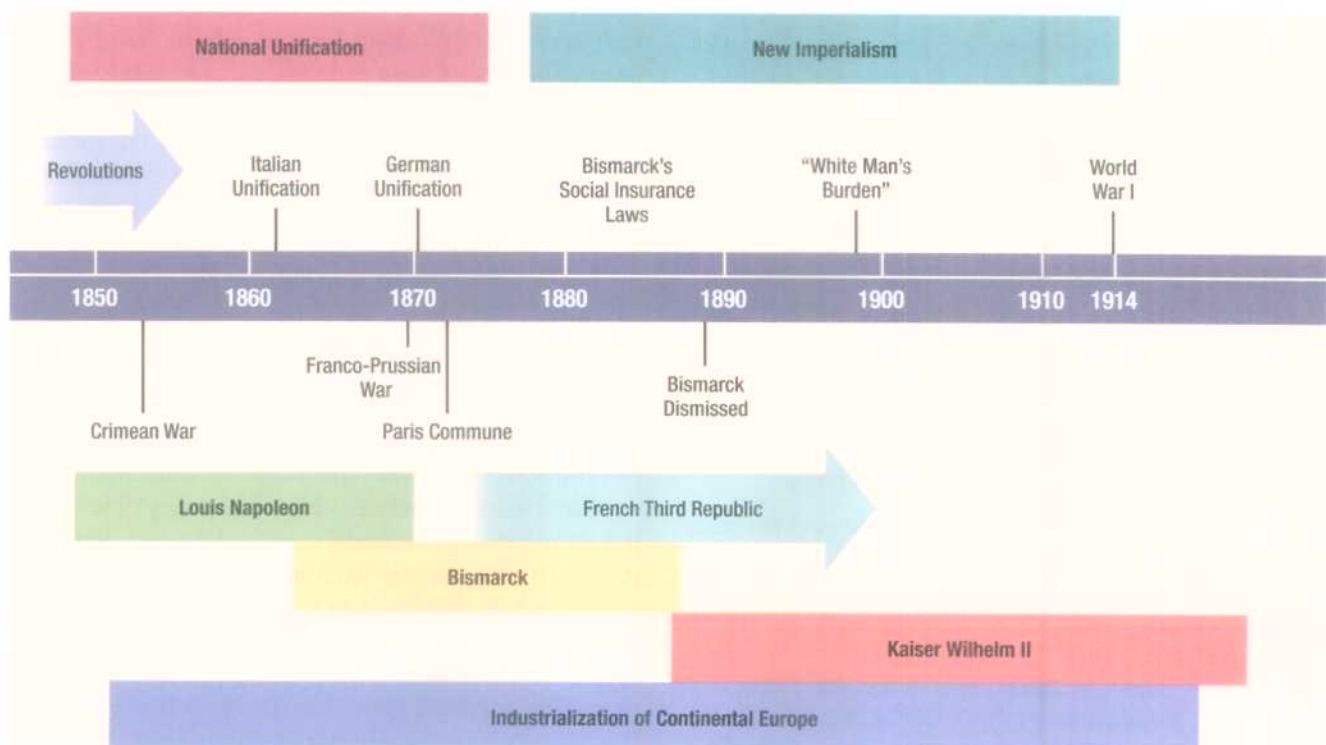 National Unification
New Imperialism
Revolutions
Italian
Unification
German
Unification
Bismarck's
Social Insurance
Laws
“White Man's
Burden”
World
War I
1850 1860 1870 1880 1890 1900 1910 1914
Franco-Prussian
War
Bismarck
Dismissed
Crimean War
Paris Commune
Louis Napoleon
French Third Republic
Bismarck
Kaiser Wilhelm II
Industrialization of Continental Europe